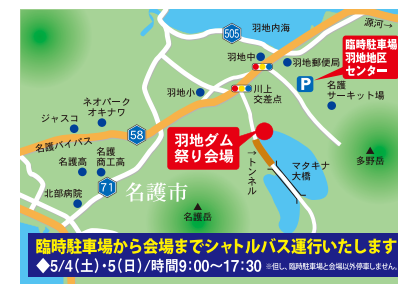 羽地内海
源河→
505
臨時駐車場
羽地地区
センター
羽地中
羽地郵便局
P
羽地小
川上
交差点
名護
サーキット場
ネオパーク
オキナワ
ジャスコ
58
羽地ダム
祭り会場
名護バイパス
名護高
名護
商工高
→トンネル
マタキナ
大橋
多野岳
71
名護市
北部病院
名護岳
臨時駐車場から会場までシャトルバス運行いたします
◆5/4(土)・5(日)/時間9:00〜17:30 ※但し、臨時駐車場と会場以外停車しません。